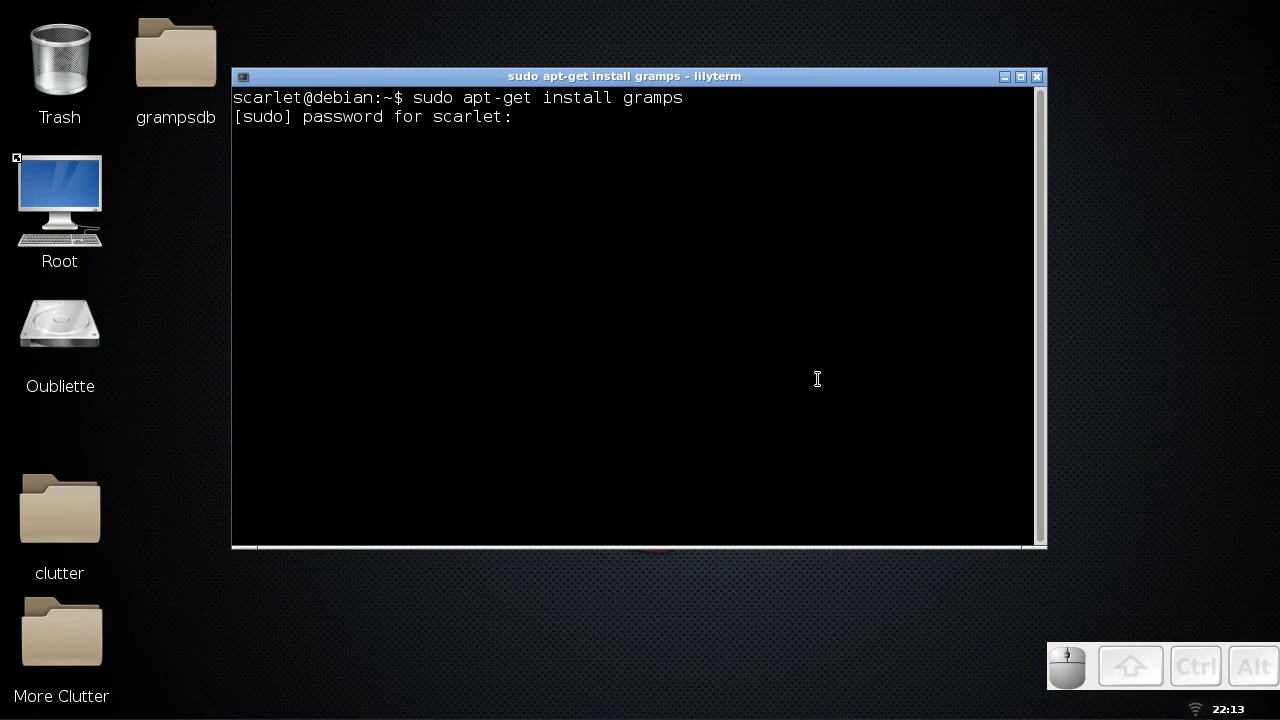 Trash
grampsdb
Root
Oubliette
clutter
More Clutter
sudo apt-get install gramps - lilyterm
scarlet@debian:~$ sudo apt-get install gramps
[sudo] password for scarlet:
Ctrl
Alt
22:13